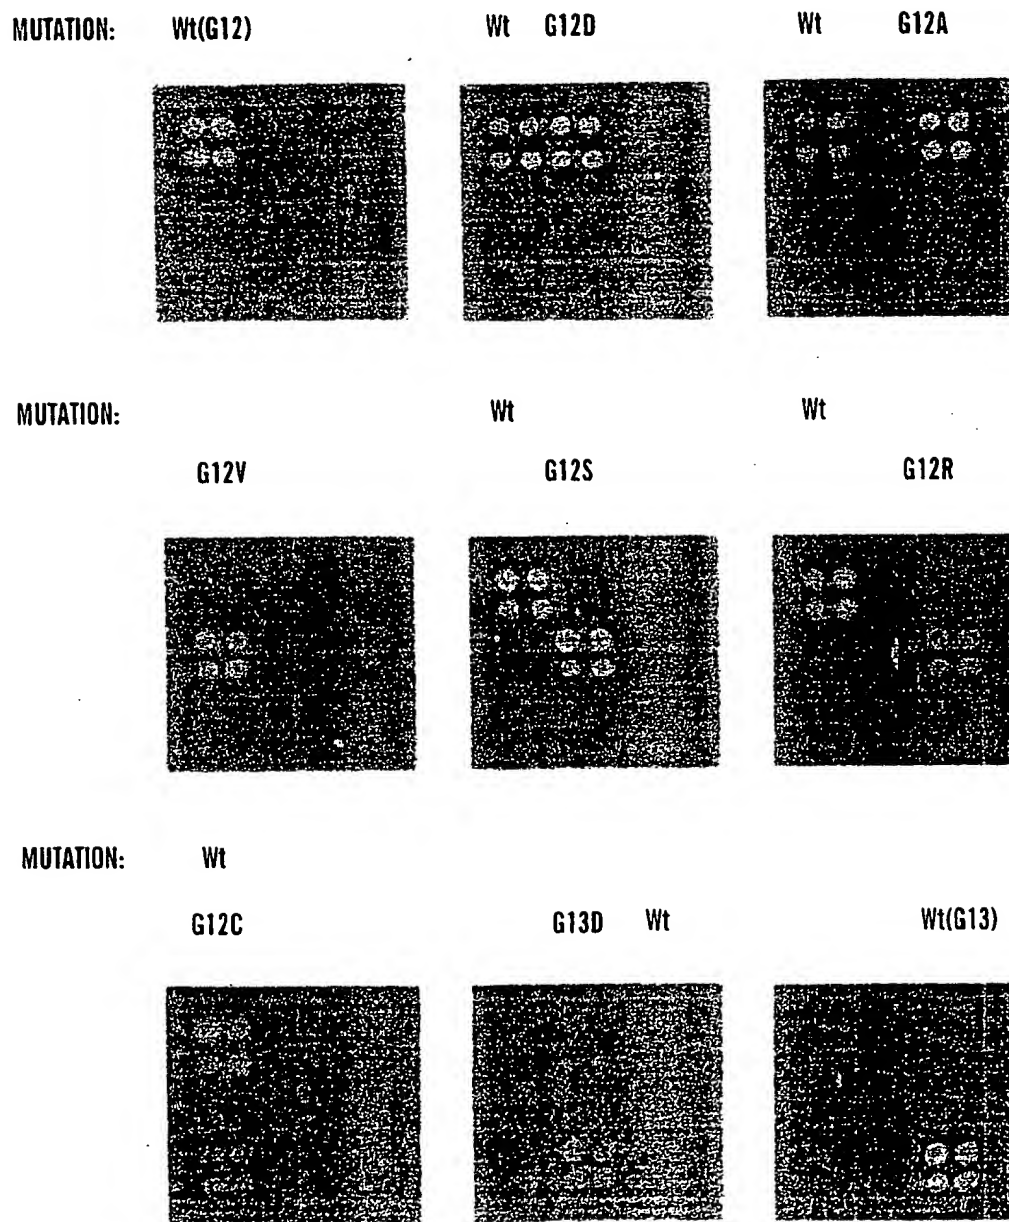 MUTATION: Wt(G12) Wt G12D Wt G12A
MUTATION: Wt Wt
G12V G12S G12R
MUTATION: Wt
G12C G13D Wt Wt(G13)